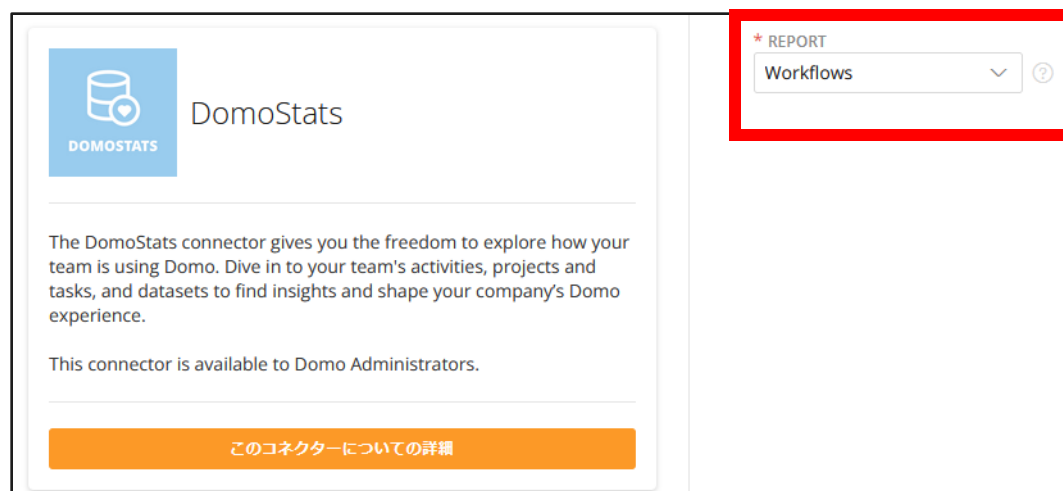 DOMOSTATS
DomoStats
The DomoStats connector gives you the freedom to explore how your
team is using Domo. Dive in to your team's activities, projects and
tasks, and datasets to find insights and shape your company’s Domo
experience.
This connector is available to Domo Administrators.
このコネクターについての詳細
* REPORT
Workflows
?